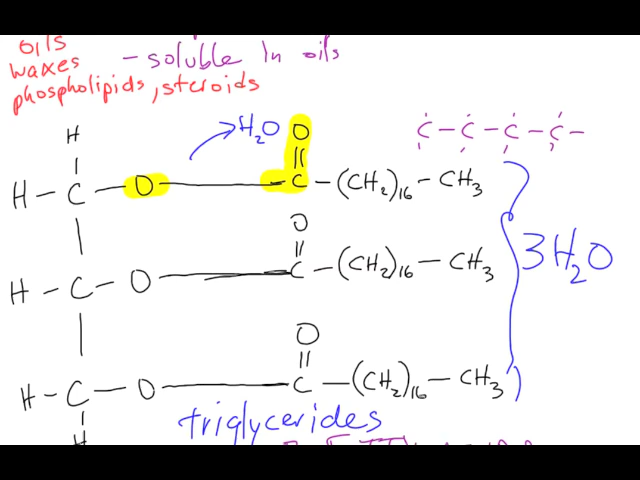 oils
waxes – soluble in oils
phospholipids, steroids
H H₂O O C – C – C – C –
H – C – O C – (CH₂)₁₆ – CH₃
O
H – C – O C – (CH₂)₁₆ – CH₃ 3H₂O
O
H – C – O C – (CH₂)₁₆ – CH₃
H triglycerides